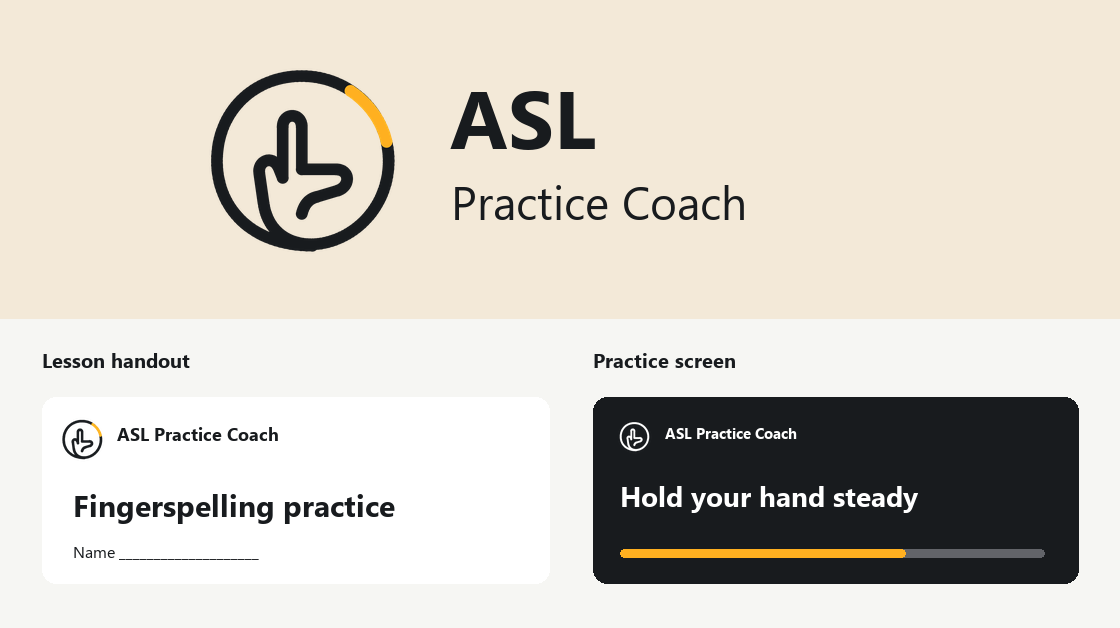 ASL
Practice Coach
Lesson handout
ASL Practice Coach
Fingerspelling practice
Name ____________________
Practice screen
ASL Practice Coach
Hold your hand steady